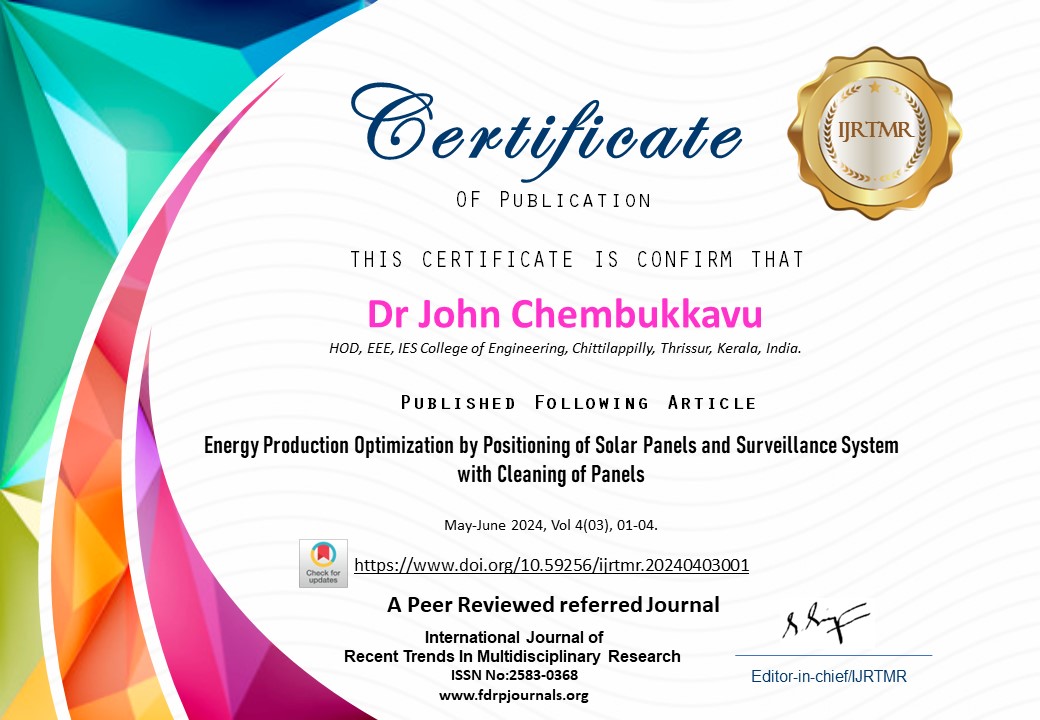 Certificate
IJRTMR
OF PUBLICATION
THIS CERTIFICATE IS CONFIRM THAT
Dr John Chembukkavu
HOD, EEE, IES College of Engineering, Chittilappilly, Thrissur, Kerala, India.
PUBLISHED FOLLOWING ARTICLE
Energy Production Optimization by Positioning of Solar Panels and Surveillance System
with Cleaning of Panels
May-June 2024, Vol 4(03), 01-04.
Check for
updates
https://www.doi.org/10.59256/ijrtmr.20240403001
A Peer Reviewed referred Journal
International Journal of
Recent Trends In Multidisciplinary Research
ISSN No:2583-0368
www.fdrpjournals.org
Editor-in-chief/IJRTMR